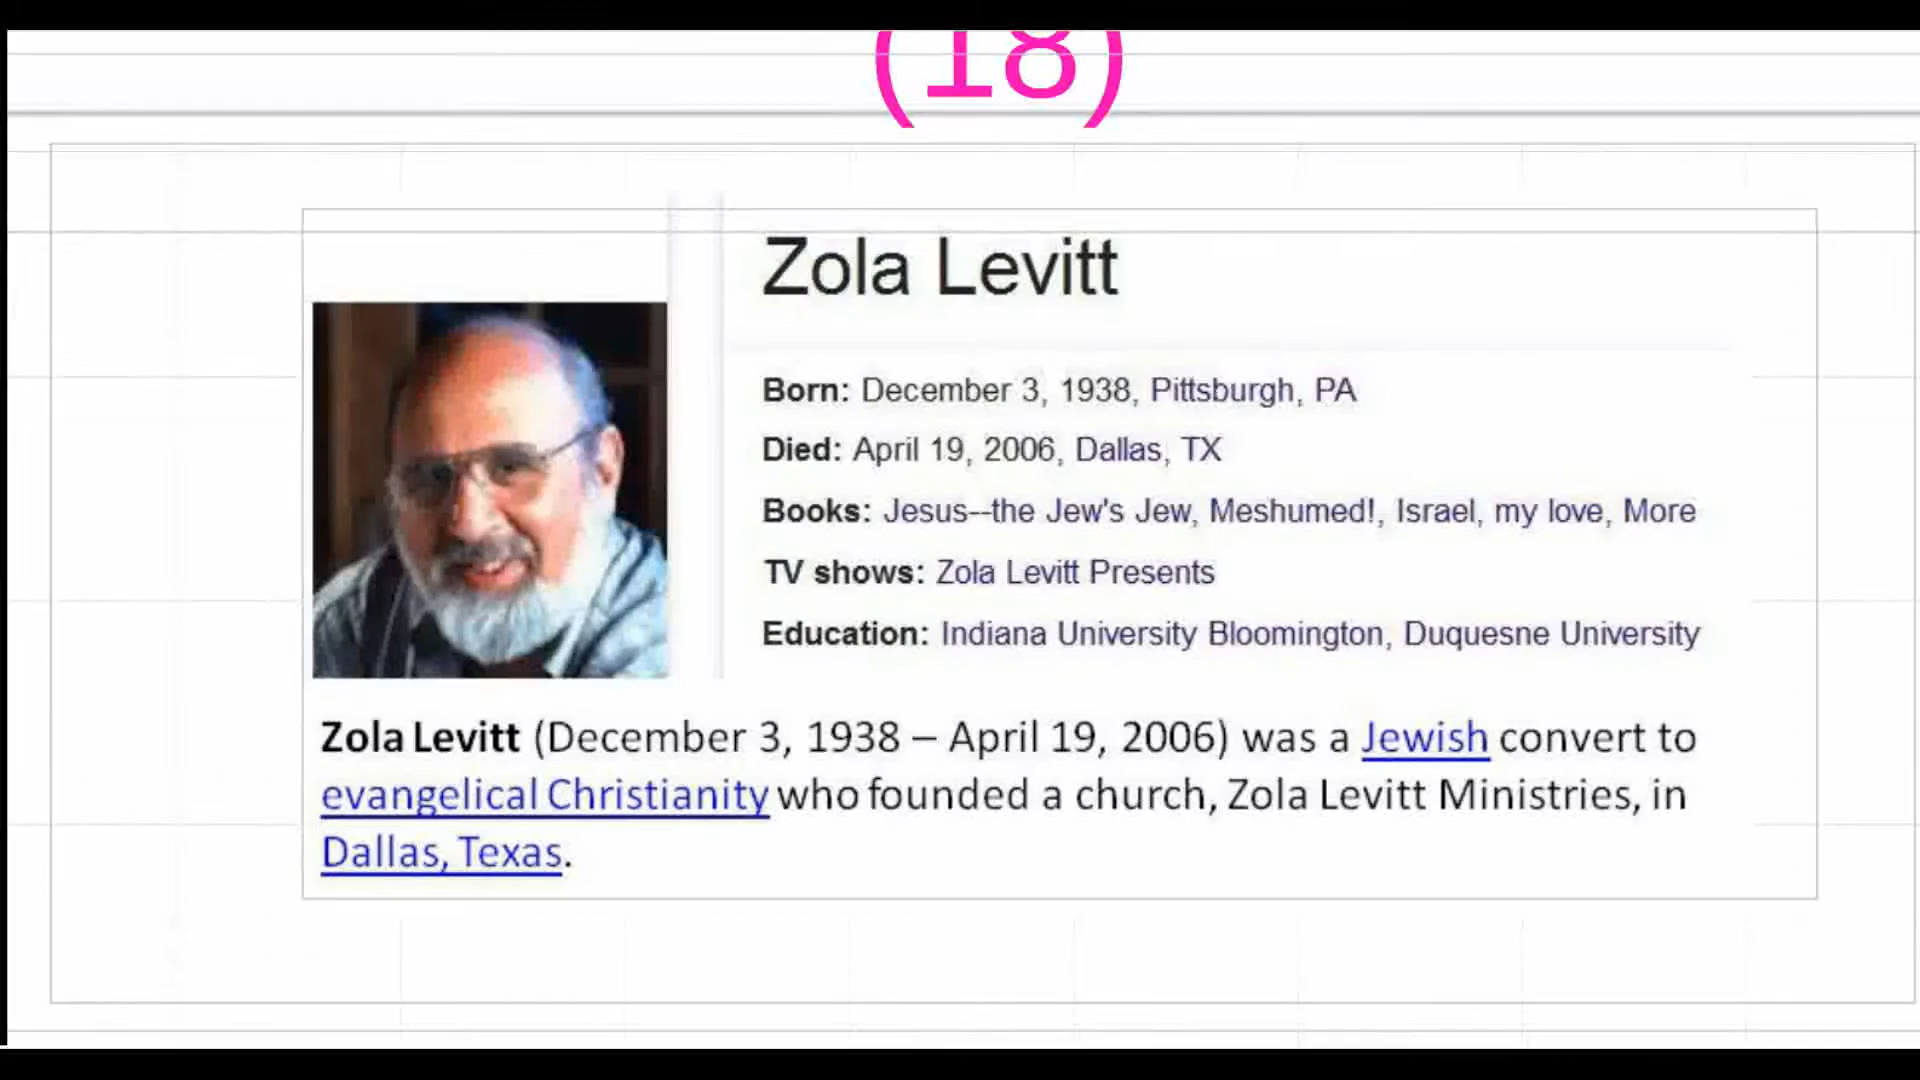 (18)
Zola Levitt
Born: December 3, 1938, Pittsburgh, PA
Died: April 19, 2006, Dallas, TX
Books: Jesus--the Jew's Jew, Meshumed!, Israel, my love, More
TV shows: Zola Levitt Presents
Education: Indiana University Bloomington, Duquesne University
Zola Levitt (December 3, 1938 – April 19, 2006) was a Jewish convert to
evangelical Christianity who founded a church, Zola Levitt Ministries, in
Dallas, Texas.